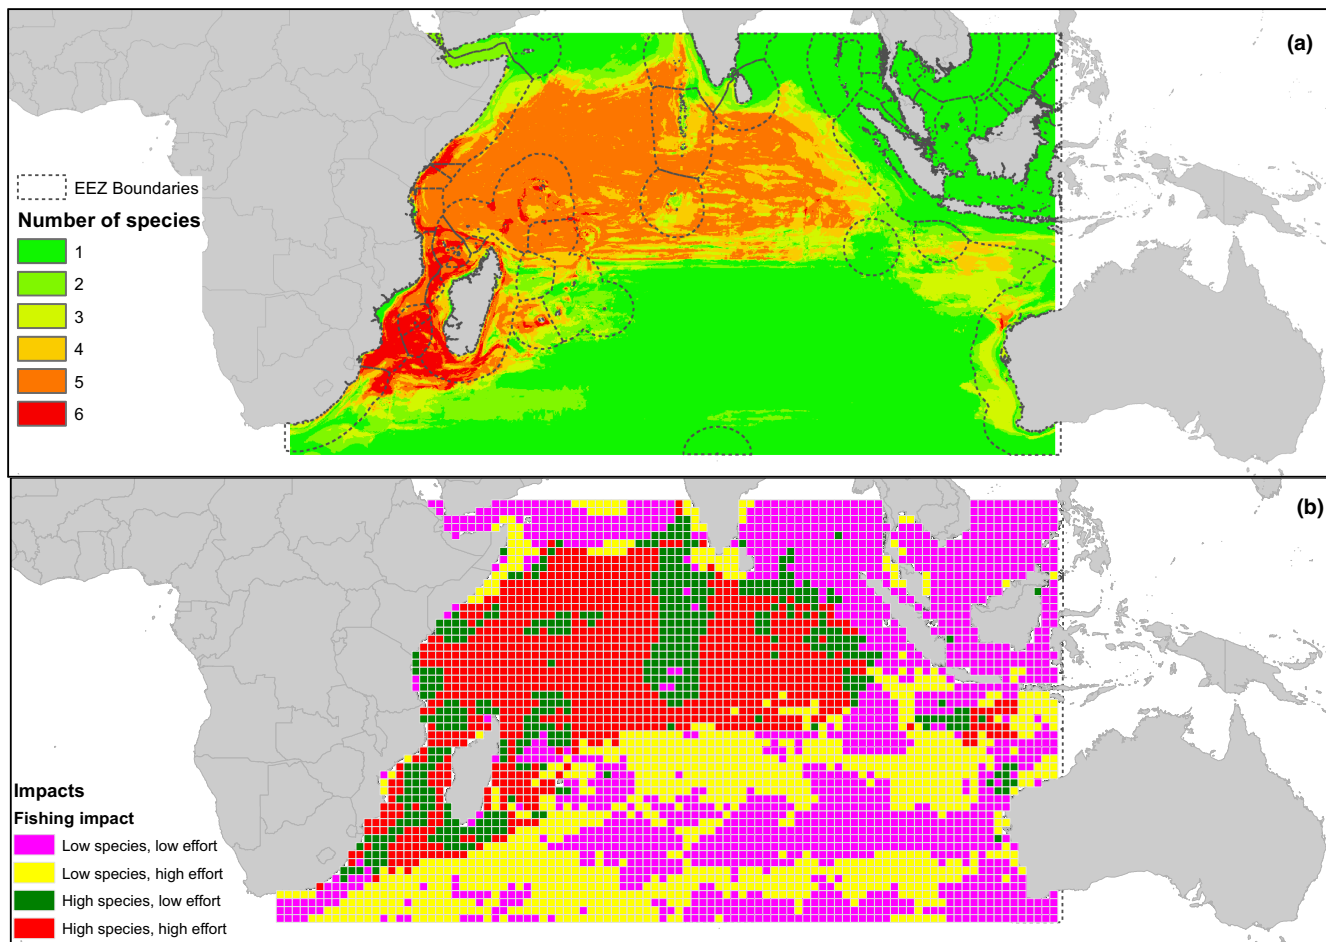 (a)
EEZ Boundaries
Number of species
1
2
3
4
5
6
(b)
Impacts
Fishing impact
Low species, low effort
Low species, high effort
High species, low effort
High species, high effort